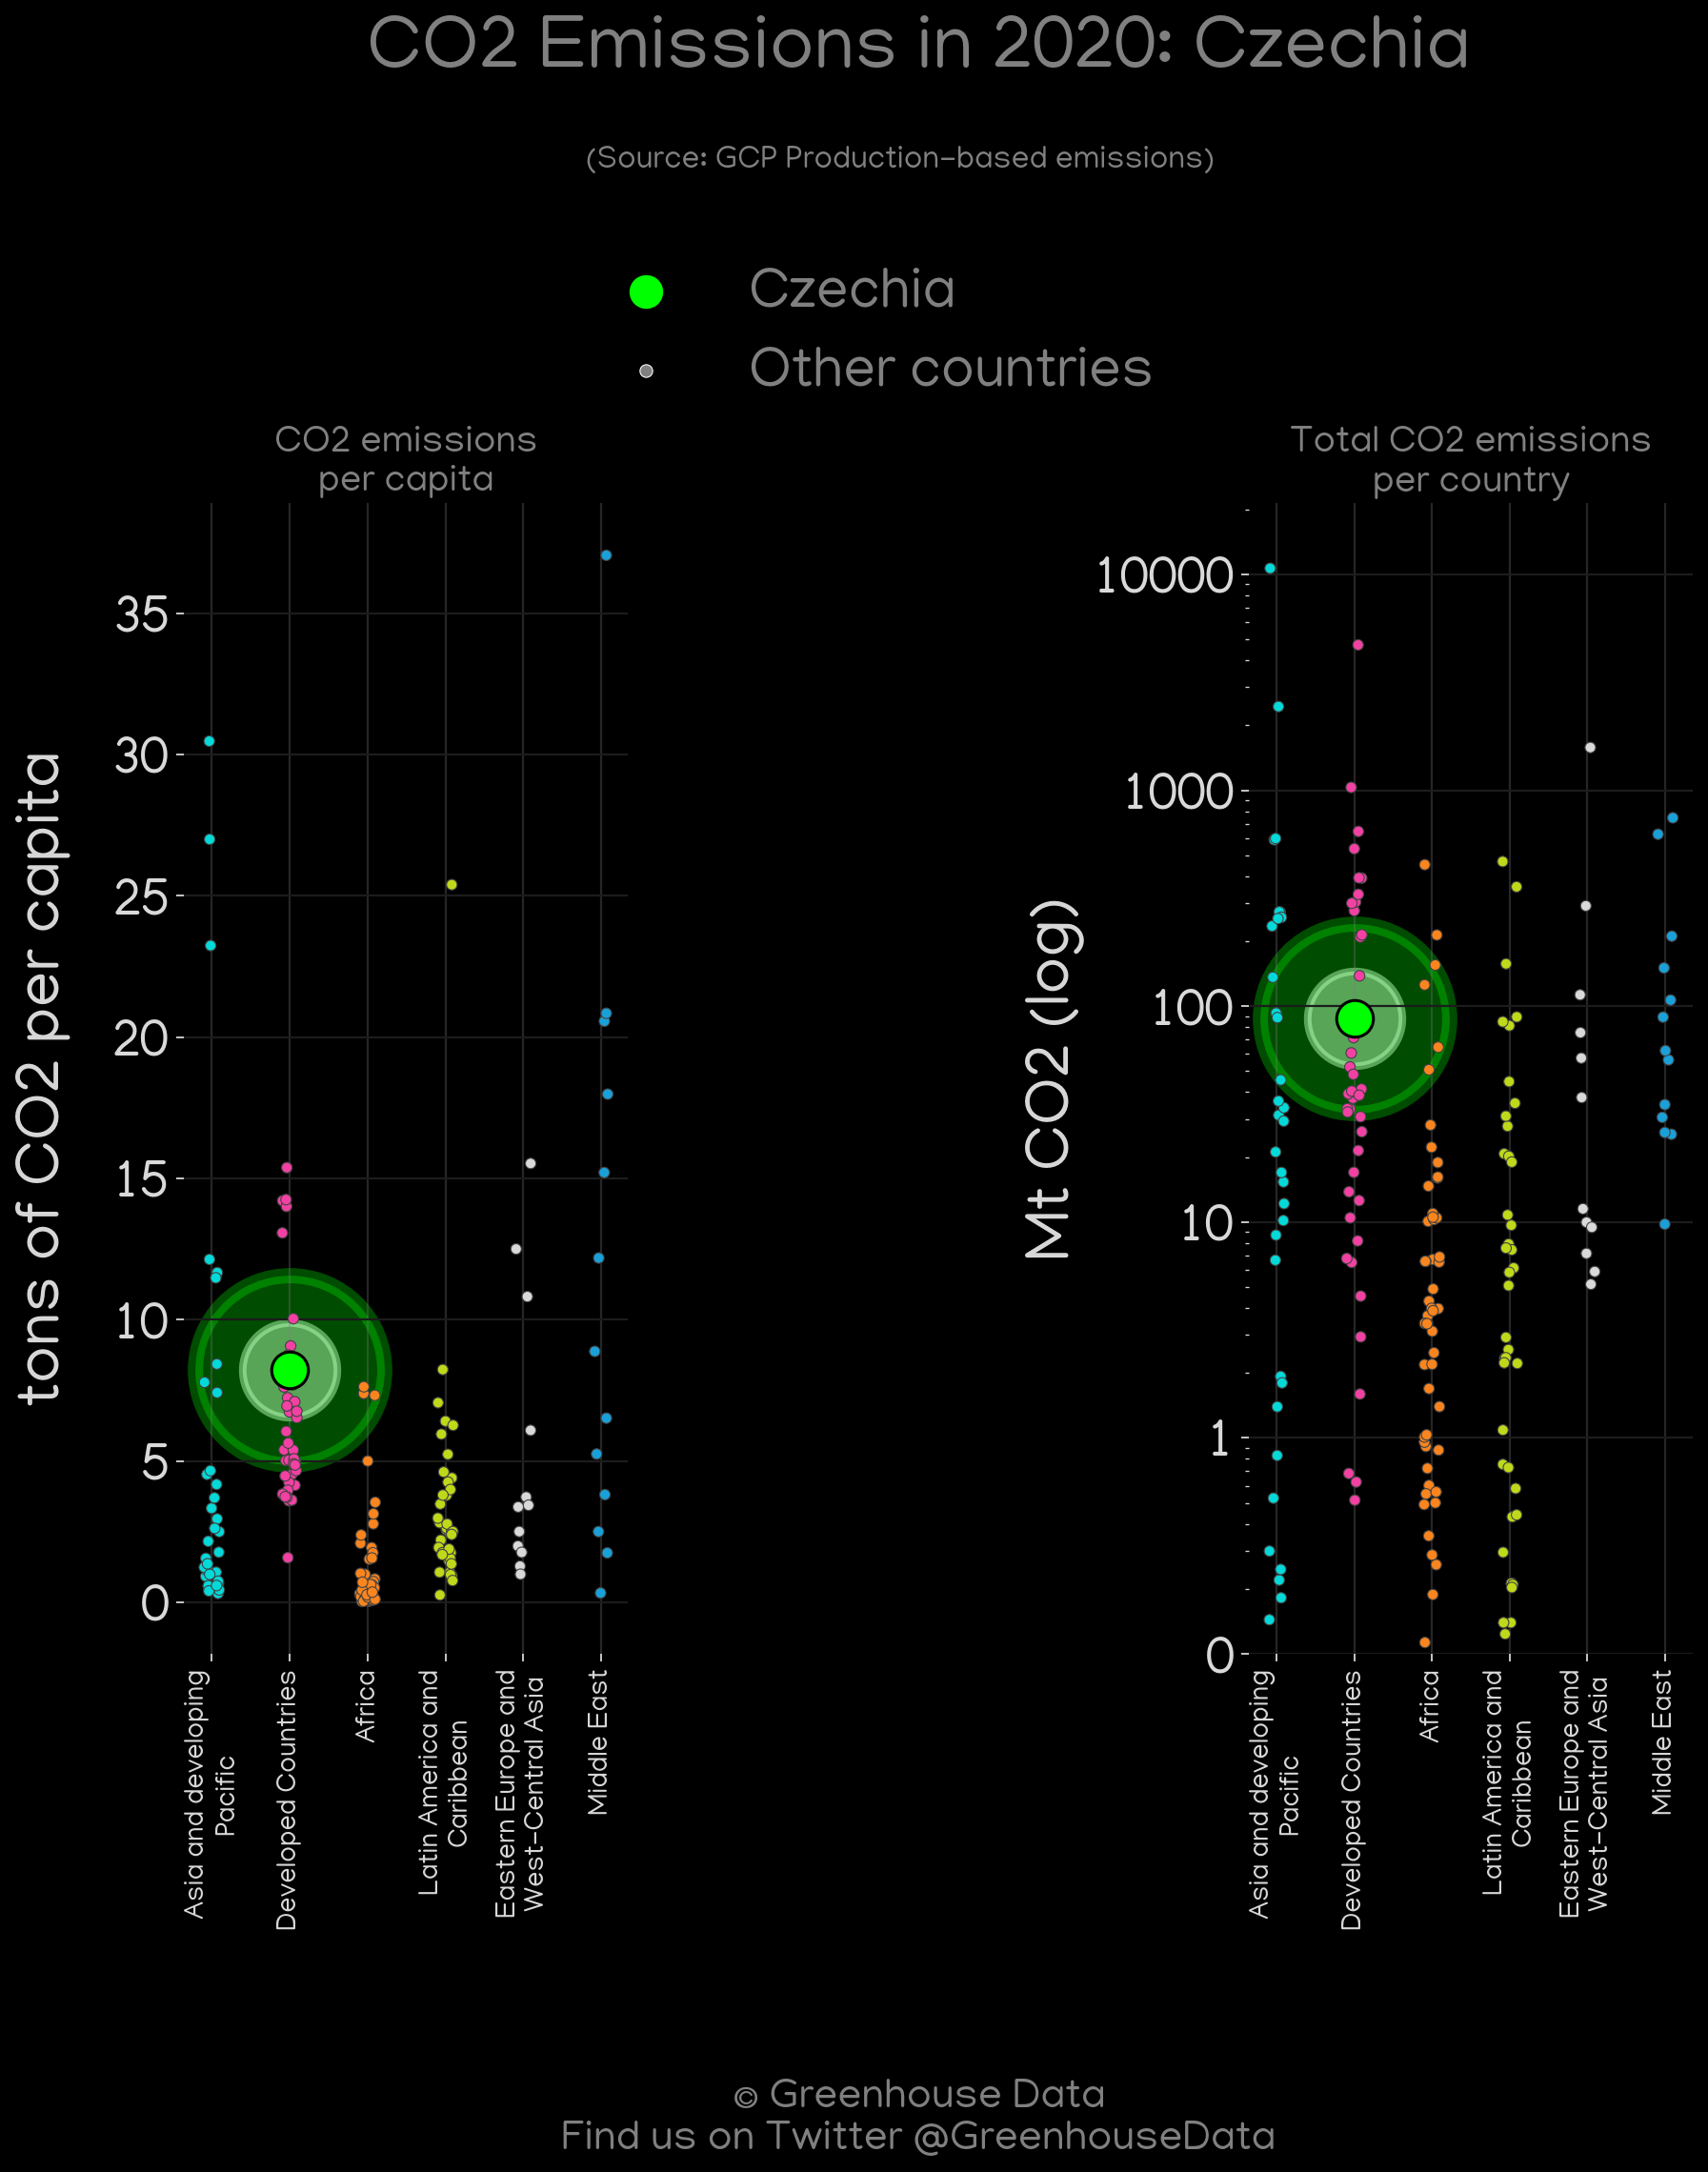 CO2 Emissions in 2020: Czechia
(Source: GCP Production-based emissions)
Czechia
Other countries
CO2 emissions
per capita
tons of CO2 per capita
35
30
25
20
15
10
5
0
Asia and developing
Pacific
Developed Countries
Africa
Latin America and
Caribbean
Eastern Europe and
West-Central Asia
Middle East
Total CO2 emissions
per country
Mt CO2 (log)
10000
1000
100
10
1
0
Asia and developing
Pacific
Developed Countries
Africa
Latin America and
Caribbean
Eastern Europe and
West-Central Asia
Middle East
© Greenhouse Data
Find us on Twitter @GreenhouseData